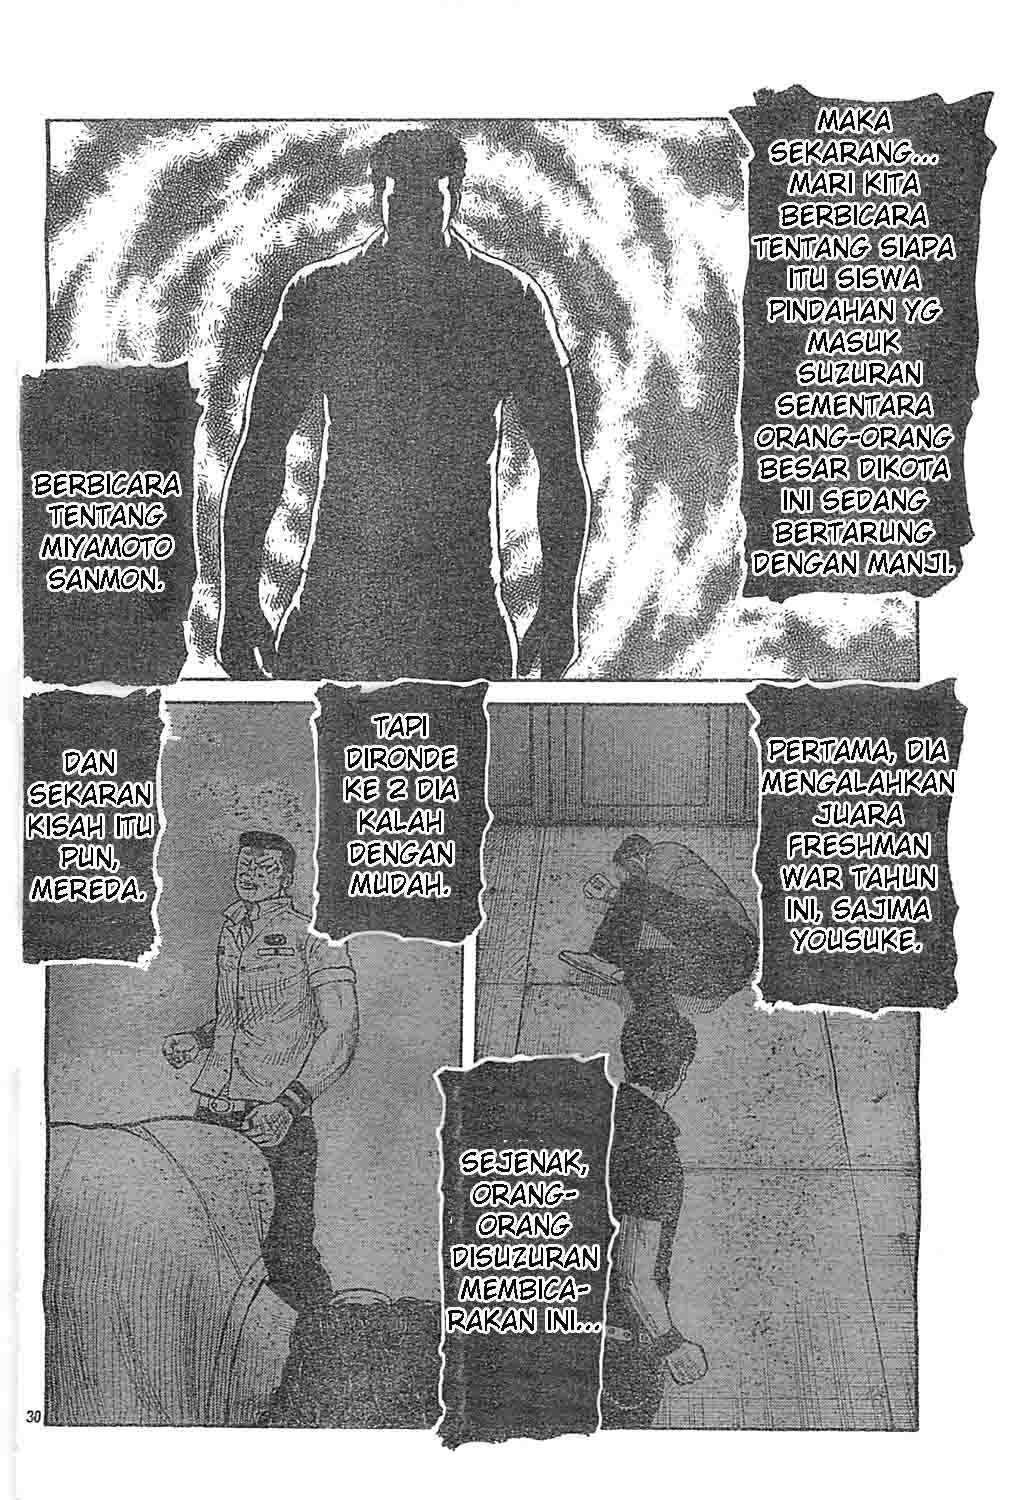 MAKA
SEKARANG...
MARI KITA
BERBICARA
TENTANG SIAPA
ITU SISWA
PINDAHAN YG
MASUK
SUZURAN
SEMENTARA
ORANG-ORANG
BESAR DIKOTA
INI SEDANG
BERTARUNG
DENGAN MANJI.
BERBICARA
TENTANG
MIYAMOTO
SANMON.
PERTAMA, DIA
MENGALAHKAN
JUARA
FRESHMAN
WAR TAHUN
INI, SAJIMA
YOUSUKE.
SEJENAK,
ORANG-
ORANG
DISUZURAN
MEMBICA-
RAKAN INI...
TAPI
DIRONDE
KE 2 DIA
KALAH
DENGAN
MUDAH.
DAN
SEKARAN
KISAH ITU
PUN,
MEREDA.
30